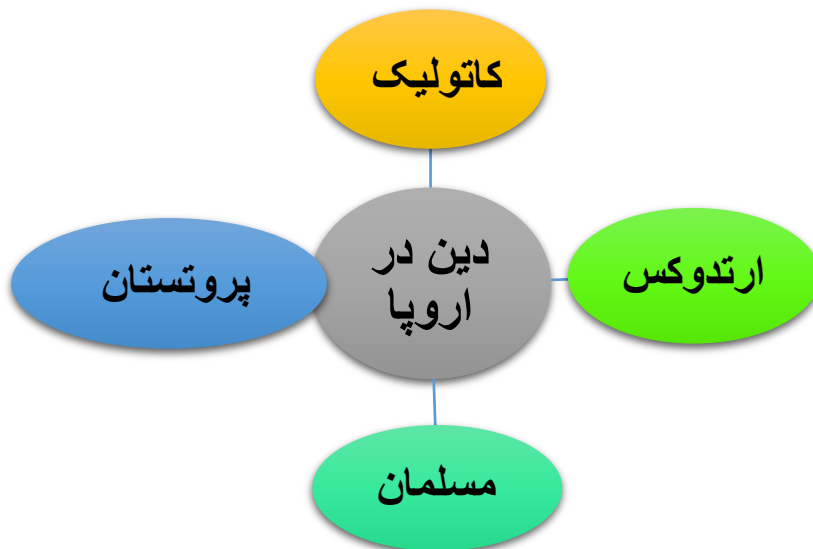 کاتولیک
دین در
اروپا
ارتدوکس
پروتستان
مسلمان